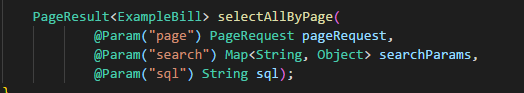 PageResult<ExampleBill> selectAllByPage(
@Param("page") PageRequest pageRequest,
@Param("search") Map<String, Object> searchParams,
@Param("sql") String sql);
}